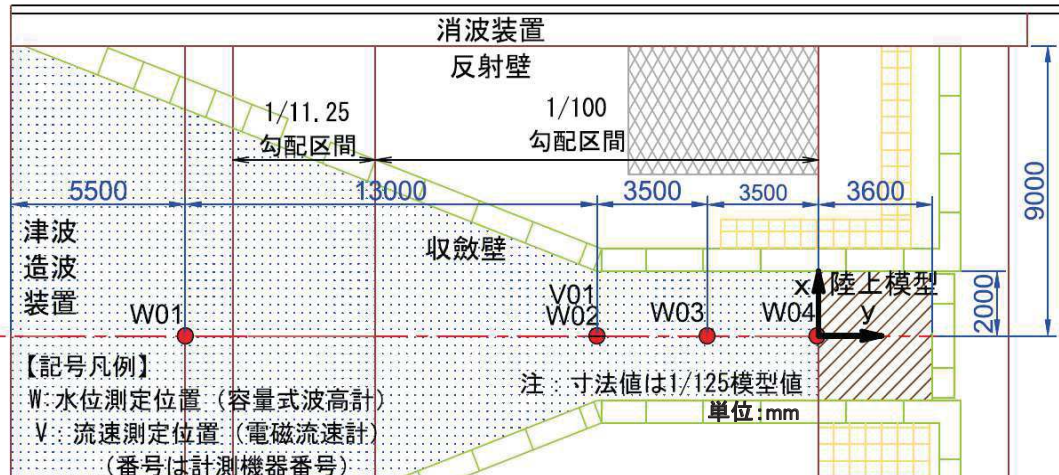 消波装置
反射壁
1/11.25
勾配区間
1/100
勾配区間
5500
13000
3500
3500
3600
9000
津波
造波
装置
収斂壁
W01
V01
W02
W03
W04
x
陸上模型
y
2000
【記号凡例】
W:水位測定位置（容量式波高計）
V：流速測定位置（電磁流速計）
（番号は計測機器番号）
注：寸法値は1/125模型値
単位:mm